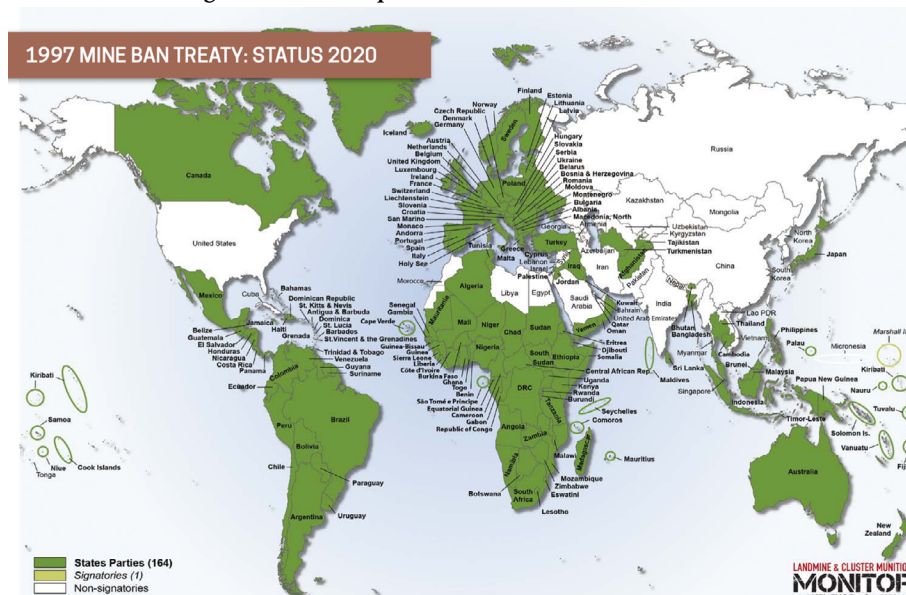 1997 MINE BAN TREATY: STATUS 2020
Finland
Norway
Estonia
Lithuania
Latvia
Czech Republic
Denmark
Germany
Sweden
Iceland
Austria
Netherlands
Belgium
United Kingdom
Luxembourg
Ireland
France
Switzerland
Liechtenstein
Slovenia
Croatia
San Marino
Monaco
Andorra
Portugal
Spain
Italy
Holy See
Poland
Hungary
Slovakia
Serbia
Ukraine
Belarus
Bosnia & Herzegovina
Romania
Moldova
Montenegro
Bulgaria
Albania
Macedonia, North
Armenia
Georgia
Azerbaijan
Turkey
Greece
Malta
Tunisia
Cyprus
Lebanon
Israel
Palestine
Syria
Iraq
Jordan
Iran
Kuwait
Bahrain
Qatar
United Arab Emirates
Oman
Saudi
Arabia
Yemen
Russia
Kazakhstan
Mongolia
Uzbekistan
Kyrgyzstan
Tajikistan
Turkmenistan
Afghanistan
Pakistan
Nepal
India
China
North
Korea
South
Korea
Japan
Canada
United States
Mexico
Cuba
Bahamas
Dominican Republic
St. Kitts & Nevis
Antigua & Barbuda
Dominica
St. Lucia
Barbados
St.Vincent & the Grenadines
Jamaica
Haiti
Grenada
Belize
Guatemala
El Salvador
Honduras
Nicaragua
Costa Rica
Panama
Trinidad & Tobago
Venezuela
Guyana
Suriname
Colombia
Ecuador
Peru
Brazil
Bolivia
Chile
Paraguay
Argentina
Uruguay
Kiribati
Samoa
Tonga
Niue
Cook Islands
Morocco
Algeria
Libya
Egypt
Mauritania
Mali
Niger
Chad
Sudan
Senegal
Gambia
Cape Verde
Guinea-Bissau
Guinea
Sierra Leone
Liberia
Côte d'Ivoire
Burkina Faso
Ghana
Togo
Benin
Nigeria
São Tomé e Príncipe
Equatorial Guinea
Cameroon
Gabon
Republic of Congo
South
Sudan
Ethiopia
Eritrea
Djibouti
Somalia
Central African Rep.
Uganda
Kenya
Rwanda
Burundi
DRC
Tanzania
Angola
Zambia
Malawi
Mozambique
Zimbabwe
Eswatini
Lesotho
Namibia
Botswana
South
Africa
Madagascar
Seychelles
Comoros
Mauritius
Maldives
Bhutan
Bangladesh
Myanmar
Sri Lanka
Lao PDR
Thailand
Vietnam
Cambodia
Philippines
Brunei
Malaysia
Singapore
Indonesia
Timor-Leste
Papua New Guinea
Palau
Micronesia
Marshall I
Kiribati
Nauru
Tuvalu
Solomon Is.
Vanuatu
Fij
Australia
New
Zealand
States Parties (164)
Signatories (1)
Non-signatories
LANDMINE & CLUSTER MUNITIO
MONITOR